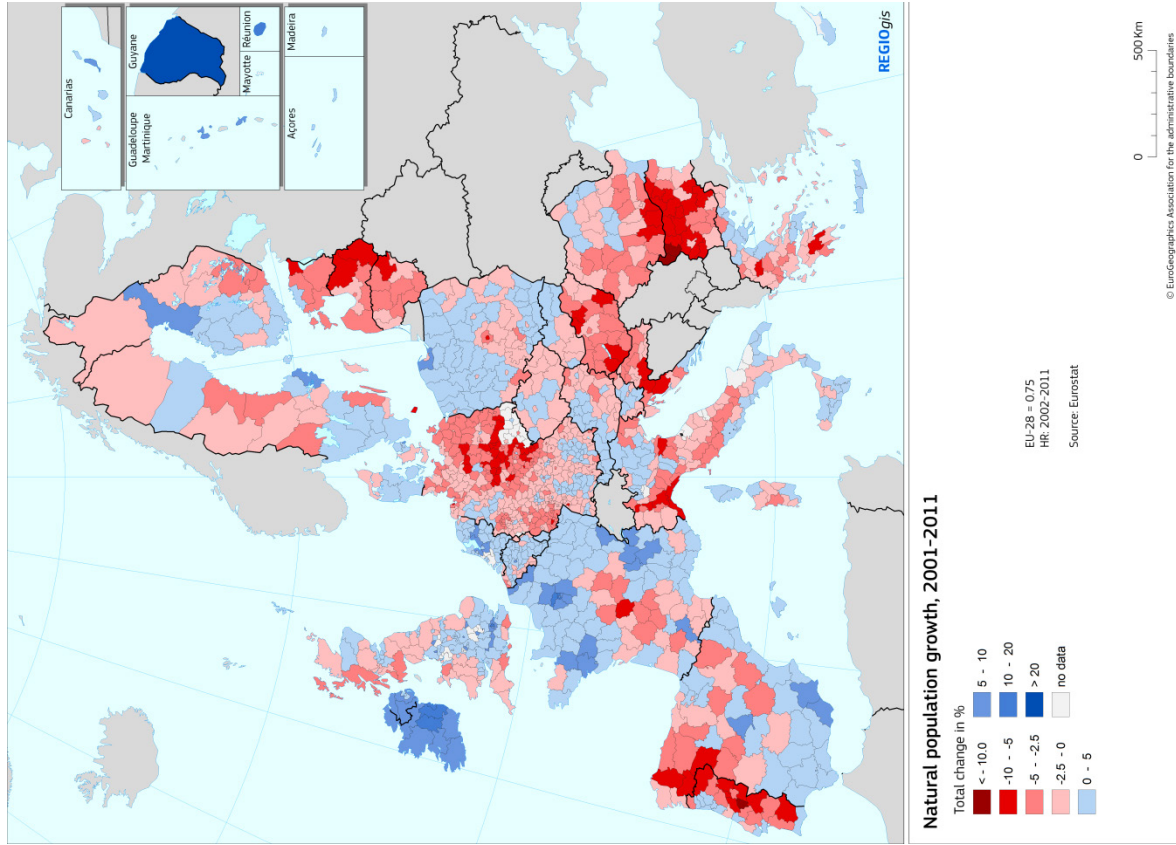 Canarias
Guadeloupe
Martinique
Guyane
Mayotte
Réunion
Açores
Madeira
REGIOgis
Natural population growth, 2001-2011
Total change in %
< - 10.0
-10 - -5
-5 - -2.5
-2.5 - 0
0 - 5
5 - 10
10 - 20
> 20
no data
EU-28 = 0.75
HR: 2002-2011
Source: Eurostat
0 500 Km
© EuroGeographics Association for the administrative boundaries